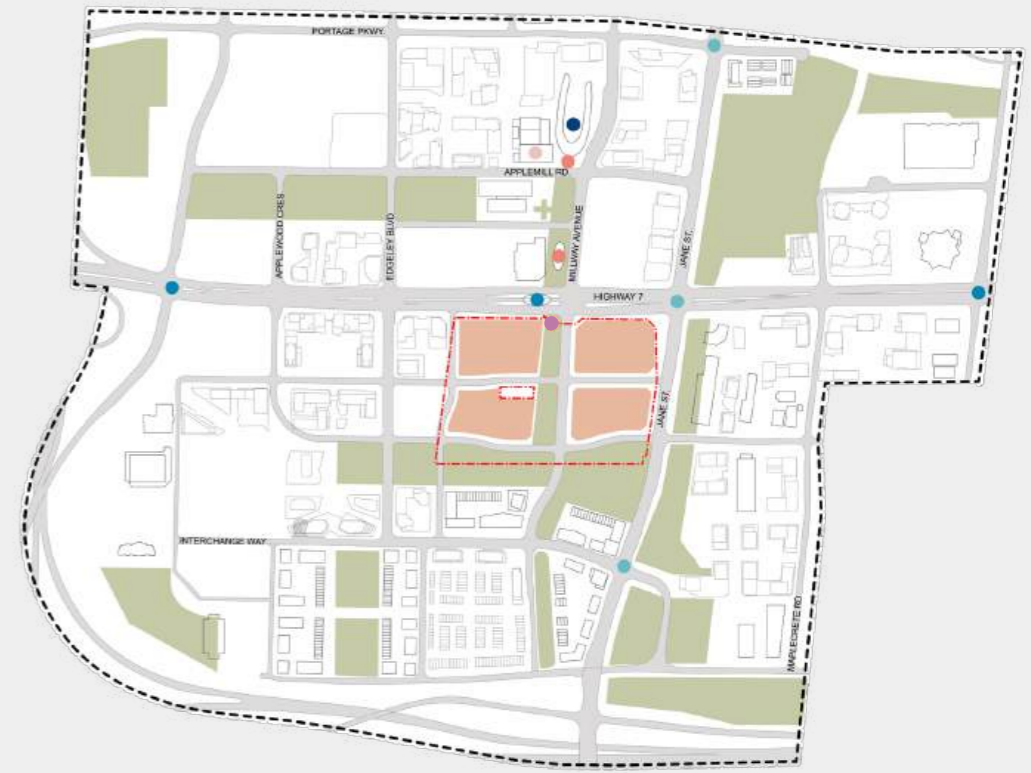 PORTAGE PKWY.
APPLEMILL RD
APPLEWOOD CRES
EDGELEY BLVD
MILLWAY AVENUE
JANE ST.
HIGHWAY 7
JANE ST.
INTERCHANGE WAY
MAPLECRETE RD